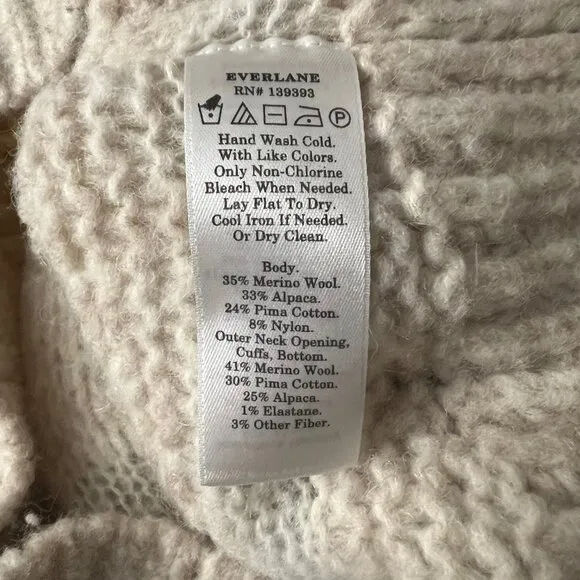 EVERLANE
RN# 139393
P
Hand Wash Cold.
With Like Colors.
Only Non-Chlorine
Bleach When Needed.
Lay Flat To Dry.
Cool Iron If Needed.
Or Dry Clean.
Body.
35% Merino Wool.
33% Alpaca.
24% Pima Cotton.
8% Nylon.
Outer Neck Opening,
Cuffs, Bottom.
41% Merino Wool.
30% Pima Cotton.
25% Alpaca.
1% Elastane.
3% Other Fiber.